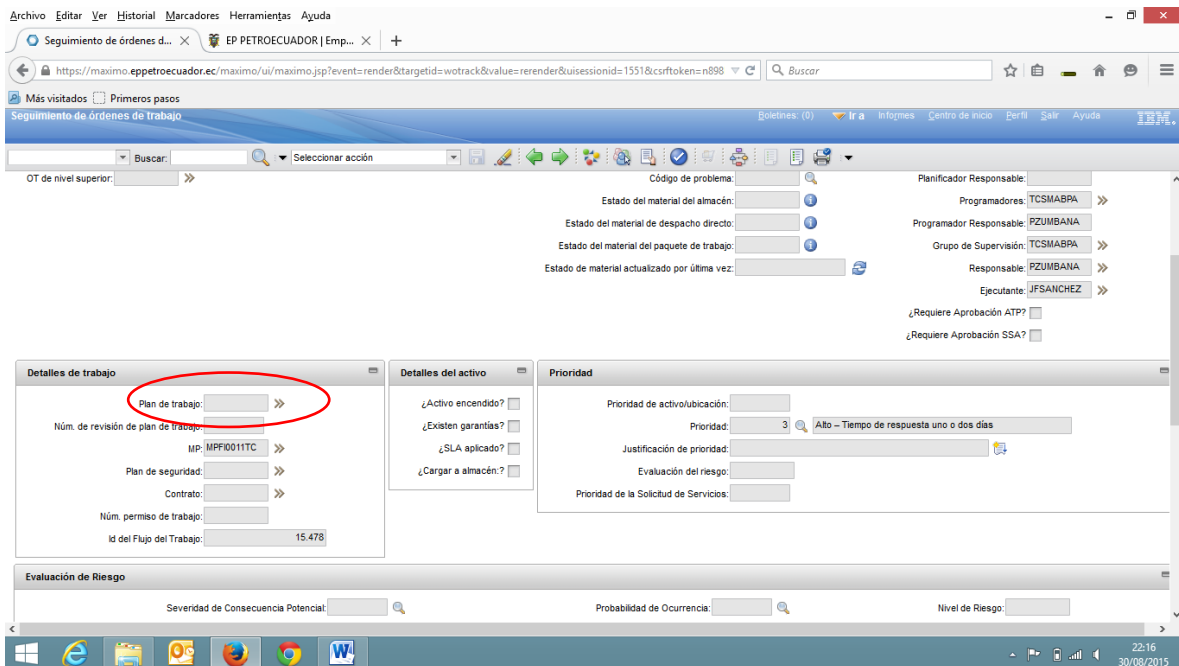 Archivo Editar Ver Historial Marcadores Herramientas Ayuda
Seguimiento de órdenes d... EP PETROECUADOR | Emp...
https://maximo.eppetroecuador.ec/maximo/ui/maximo.jsp?event=render&targetid=wotrack&value=rerender&uisessionid=1551&csrftoken=n898 Buscar
Más visitados Primeros pasos
Seguimiento de órdenes de trabajo Boletines: (0) Ir a Informes Centro de inicio Perfil Salir Ayuda IBM.
Buscar: Seleccionar acción
OT de nivel superior: Código de problema: Planificador Responsable:
Estado del material del almacén: Programadores: TCSMABPA
Estado del material de despacho directo: Programador Responsable: PZUMBANA
Estado del material del paquete de trabajo: Grupo de Supervisión: TCSMABPA
Estado de material actualizado por última vez: Responsable: PZUMBANA
Ejecutante: JFSANCHEZ
¿Requiere Aprobación ATP?
¿Requiere Aprobación SSA?
Detalles de trabajo Detalles del activo Prioridad
Plan de trabajo: ¿Activo encendido? Prioridad de activo/ubicación:
Núm. de revisión de plan de trabajo: ¿Existen garantías? Prioridad: 3 Alto – Tiempo de respuesta uno o dos días
MP: MPFI0011TC ¿SLA aplicado? Justificación de prioridad:
Plan de seguridad: ¿Cargar a almacén:? Evaluación del riesgo:
Contrato: Prioridad de la Solicitud de Servicios:
Núm. permiso de trabajo:
Id del Flujo del Trabajo: 15.478
Evaluación de Riesgo
Severidad de Consecuencia Potencial: Probabilidad de Ocurrencia: Nivel de Riesgo:
22:16
30/08/2015